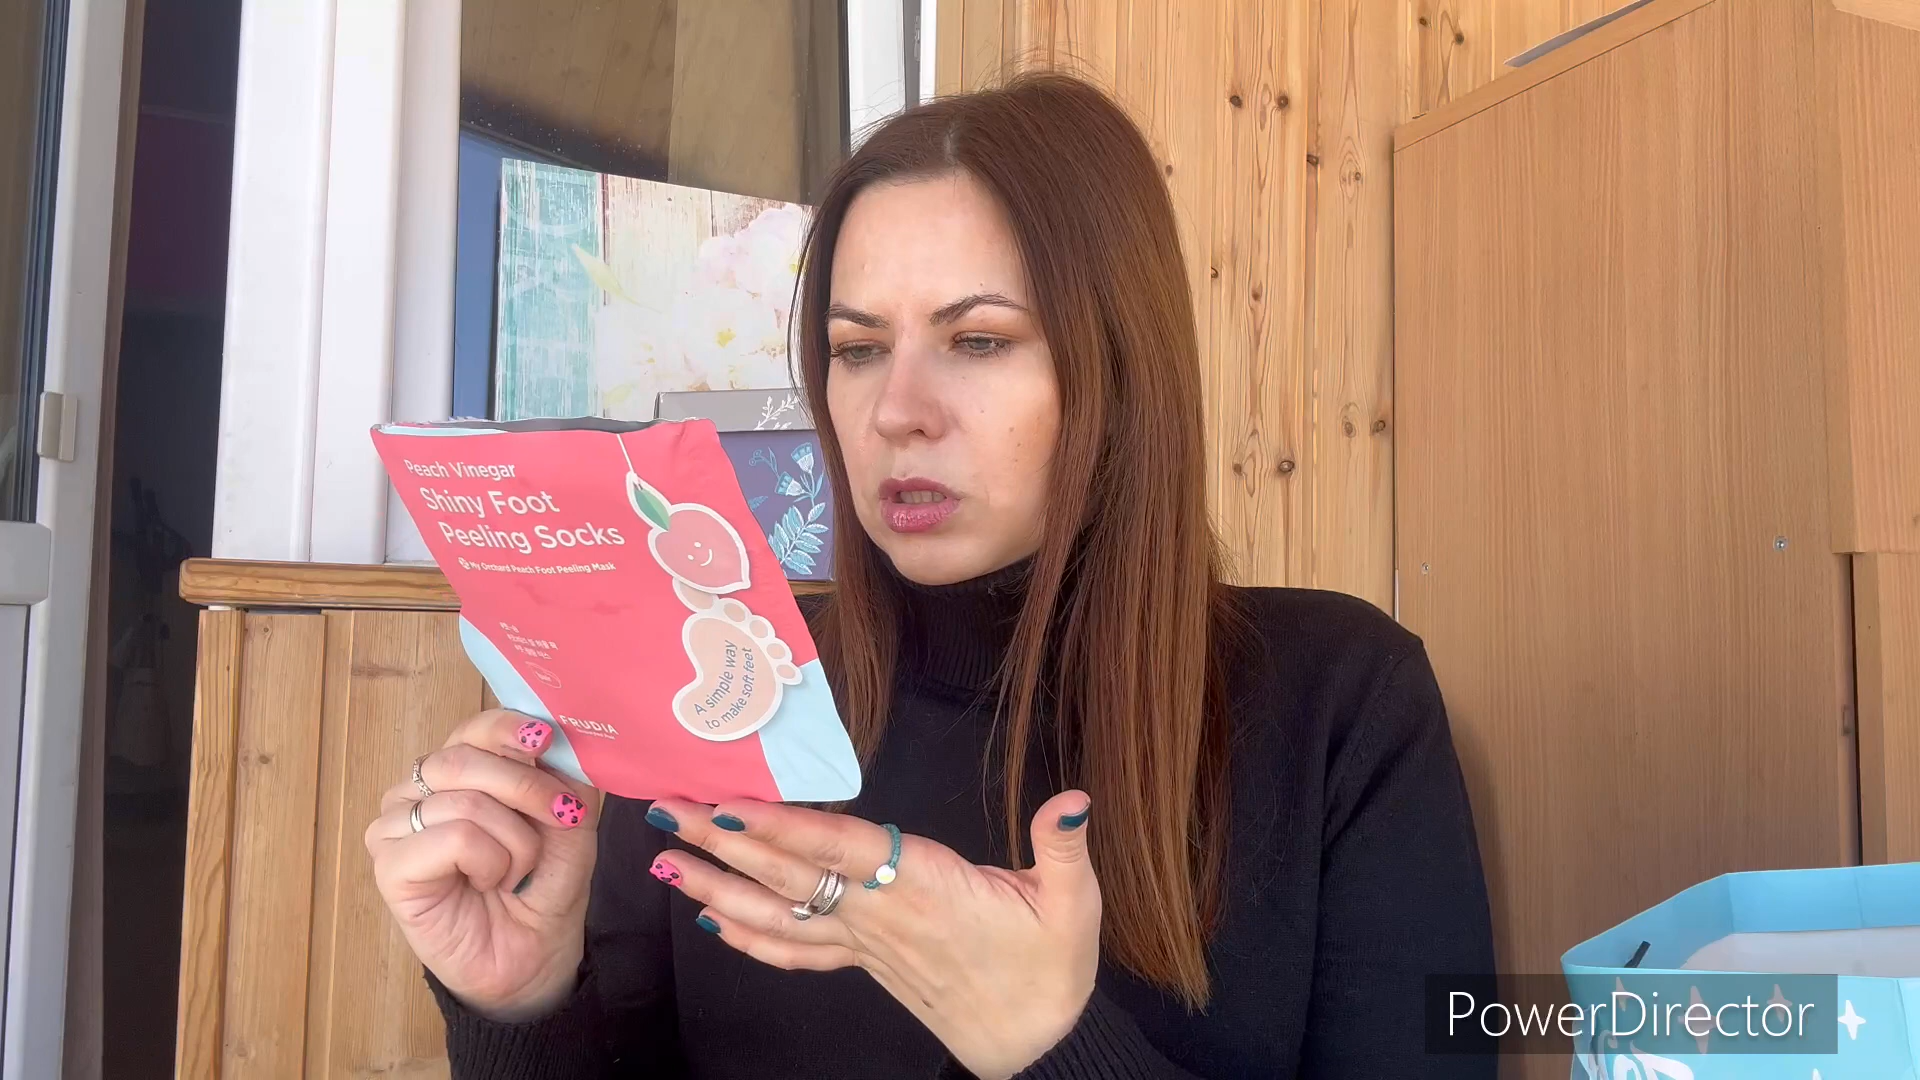 Peach Vinegar
Shiny Foot
Peeling Socks
My Orchard Peach Foot Peeling Mask
A simple way
to make soft feet
FRUDIA
PowerDirector